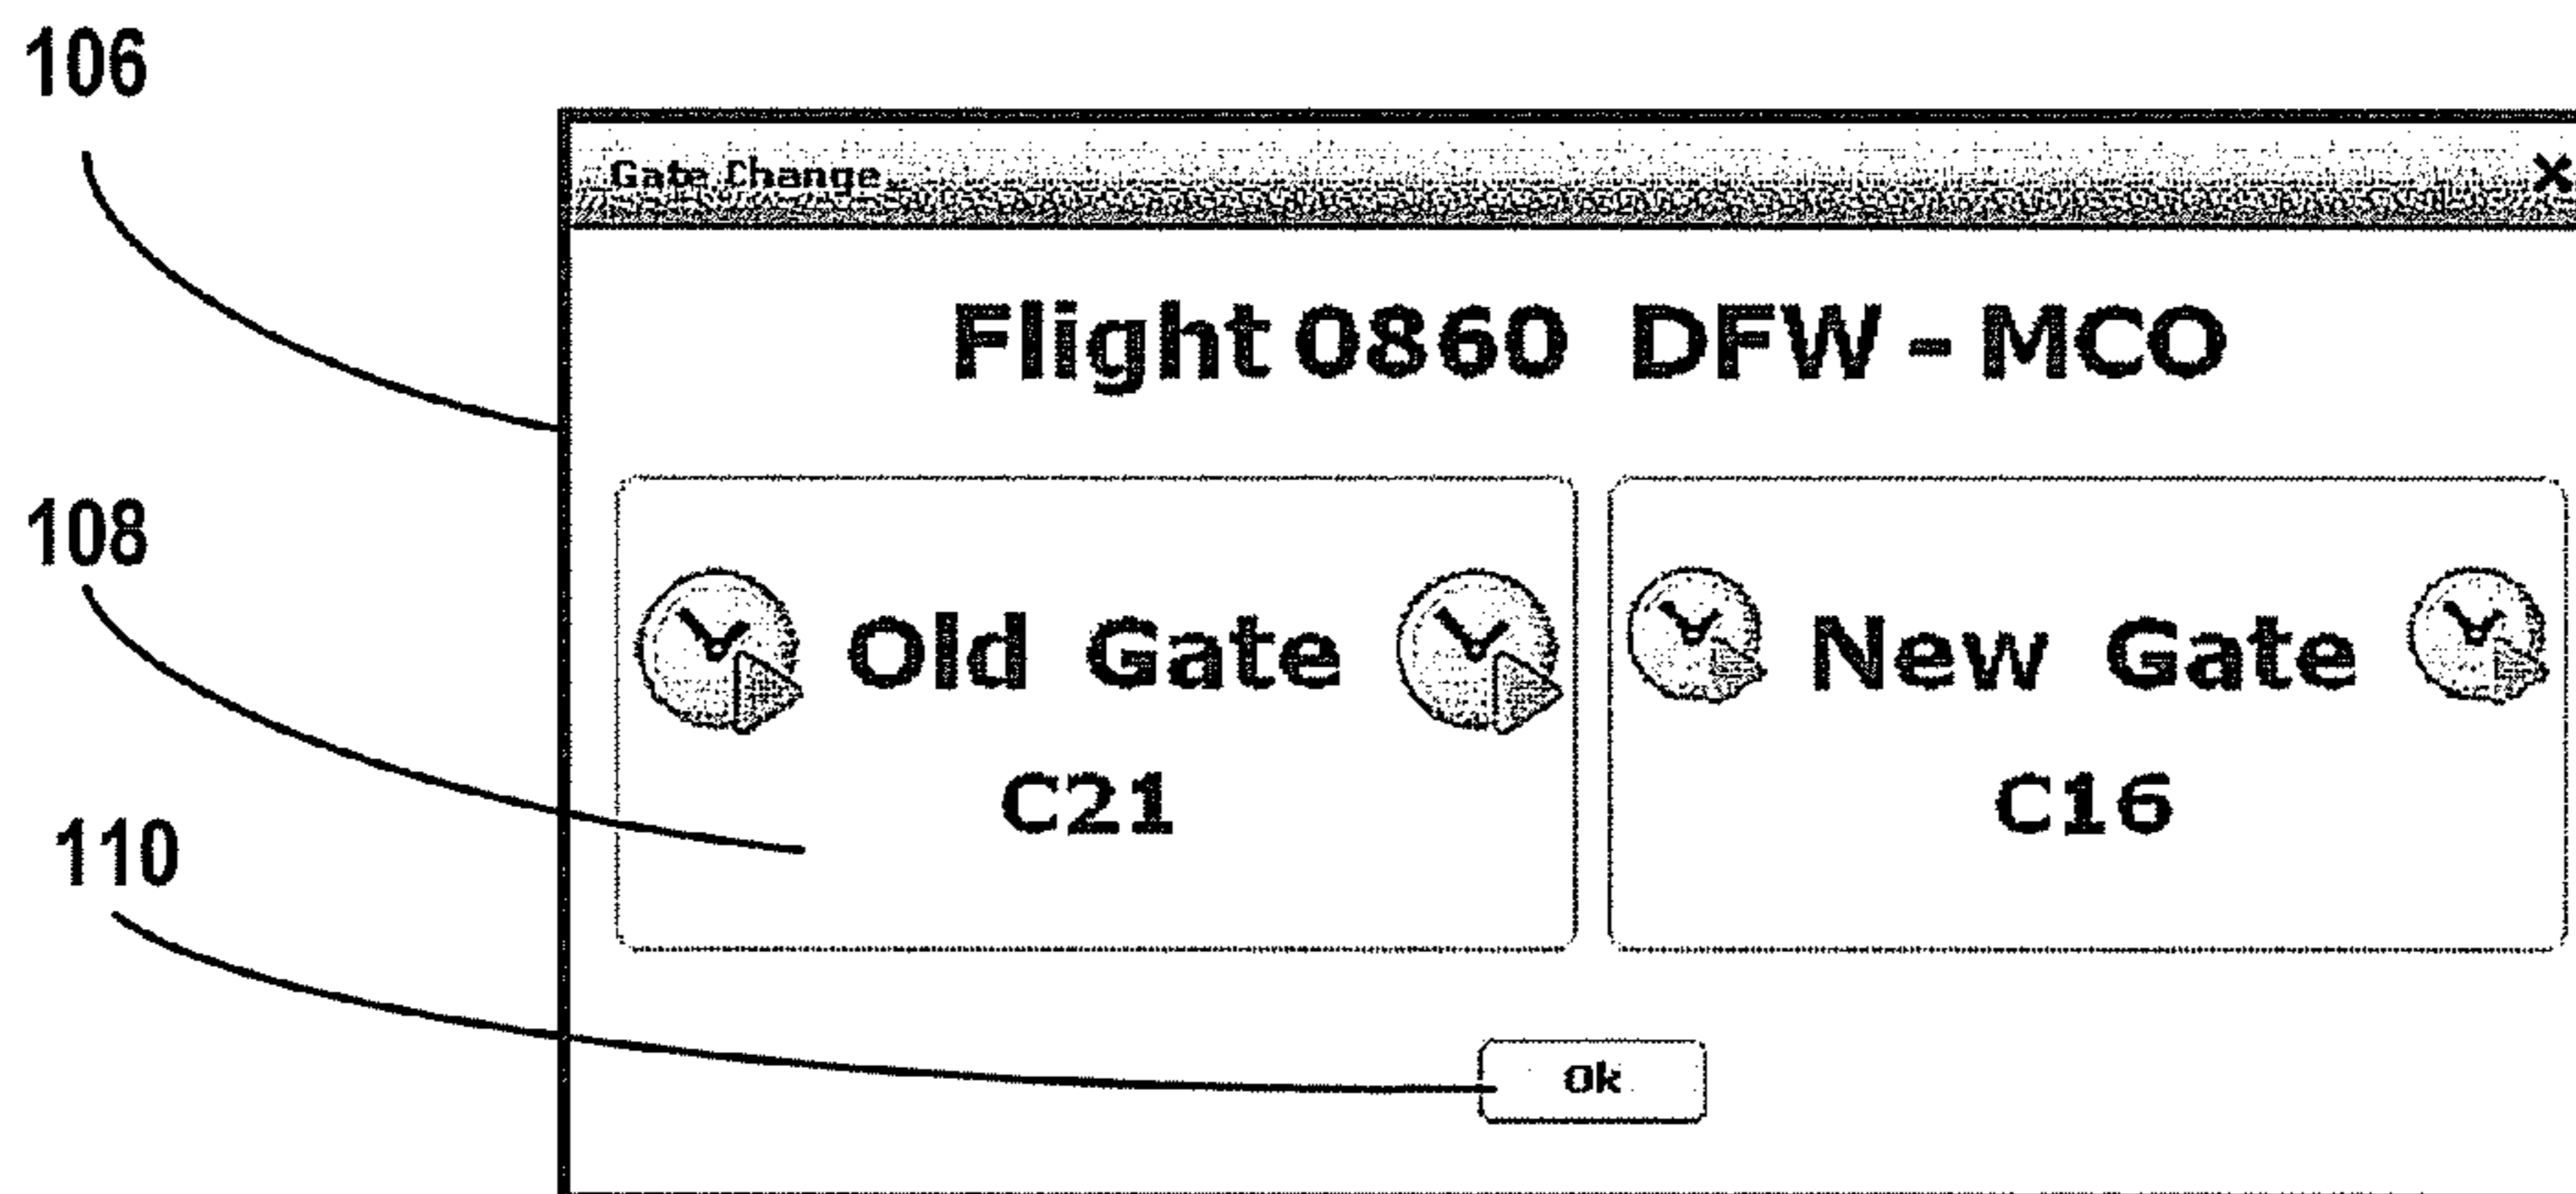 106
Gate Change
Flight 0860 DFW - MCO
108
Old Gate
C21
New Gate
C16
110
Ok